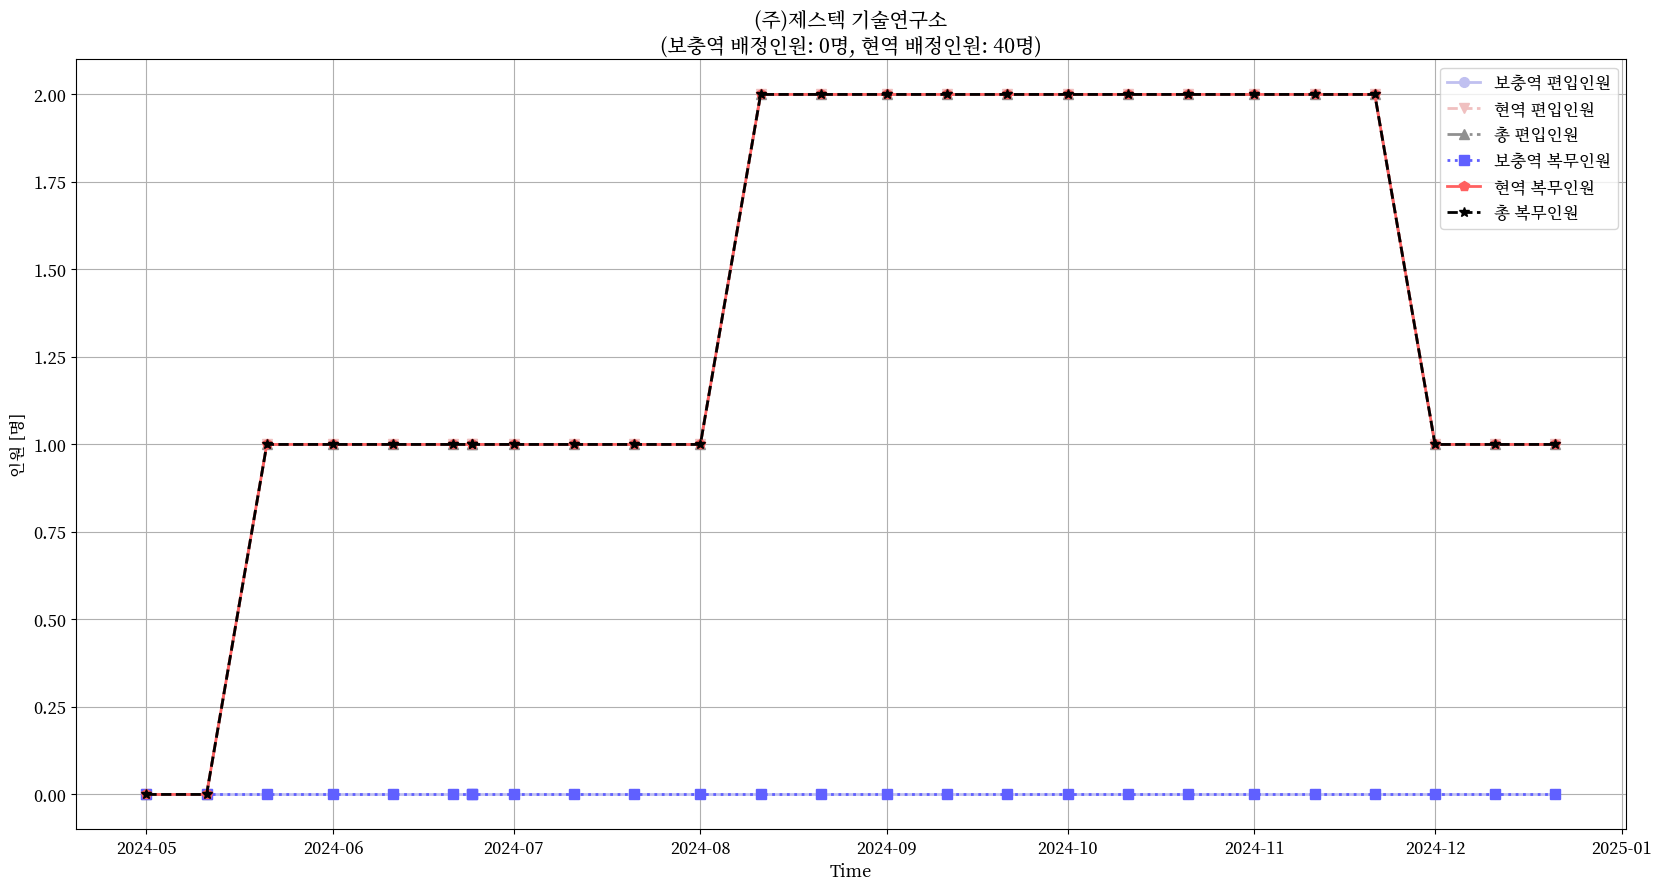 (주)제스텍 기술연구소
(보충역 배정인원: 0명, 현역 배정인원: 40명)
보충역 편입인원
현역 편입인원
총 편입인원
보충역 복무인원
현역 복무인원
총 복무인원
2.00
1.75
1.50
1.25
1.00
0.75
0.50
0.25
0.00
인원 [명]
2024-05
2024-06
2024-07
2024-08
2024-09
2024-10
2024-11
2024-12
2025-01
Time